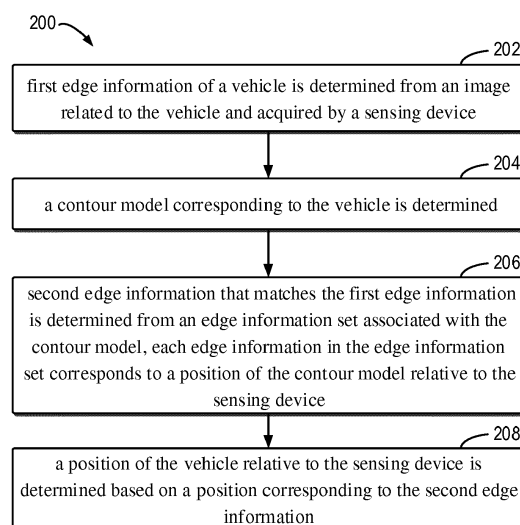 200
202
first edge information of a vehicle is determined from an image
related to the vehicle and acquired by a sensing device
204
a contour model corresponding to the vehicle is determined
206
second edge information that matches the first edge information
is determined from an edge information set associated with the
contour model, each edge information in the edge information
set corresponds to a position of the contour model relative to the
sensing device
208
a position of the vehicle relative to the sensing device is
determined based on a position corresponding to the second edge
information